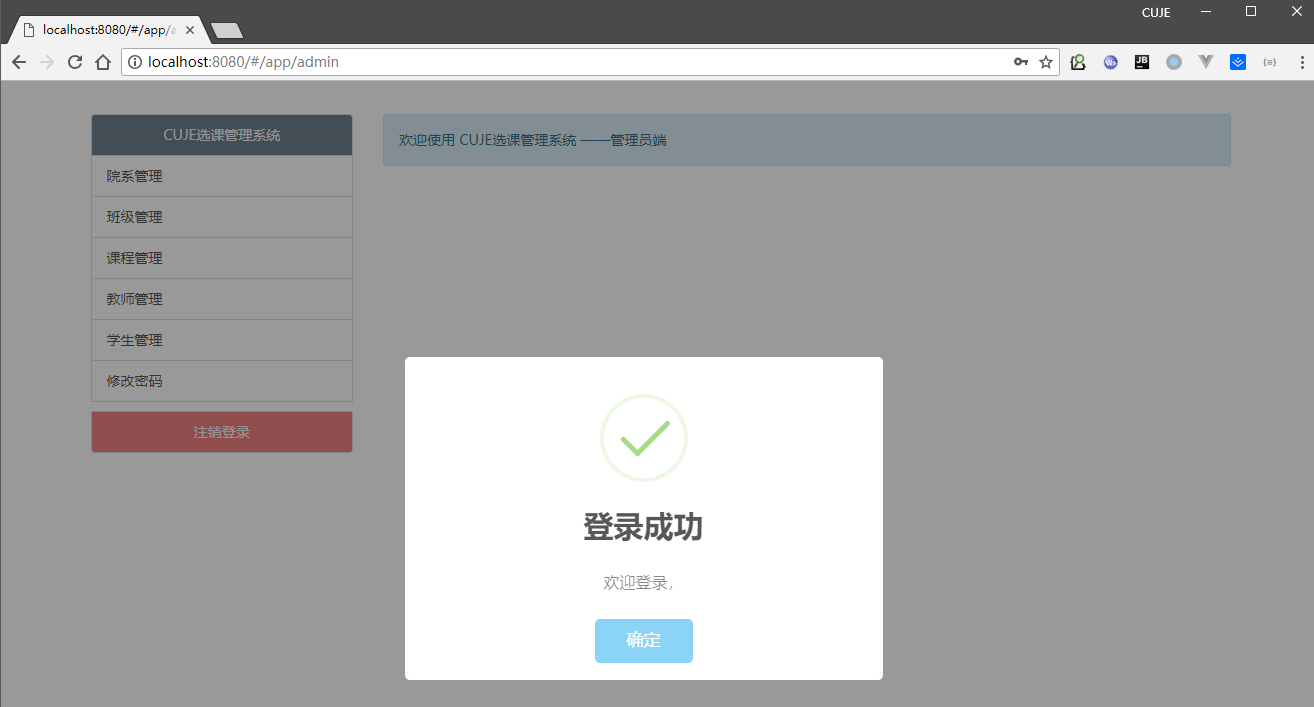 CUJE
localhost:8080/#/app/a
localhost:8080/#/app/admin
CUJE选课管理系统
欢迎使用 CUJE选课管理系统 ——管理员端
院系管理
班级管理
课程管理
教师管理
学生管理
修改密码
注销登录
登录成功
欢迎登录，
确定